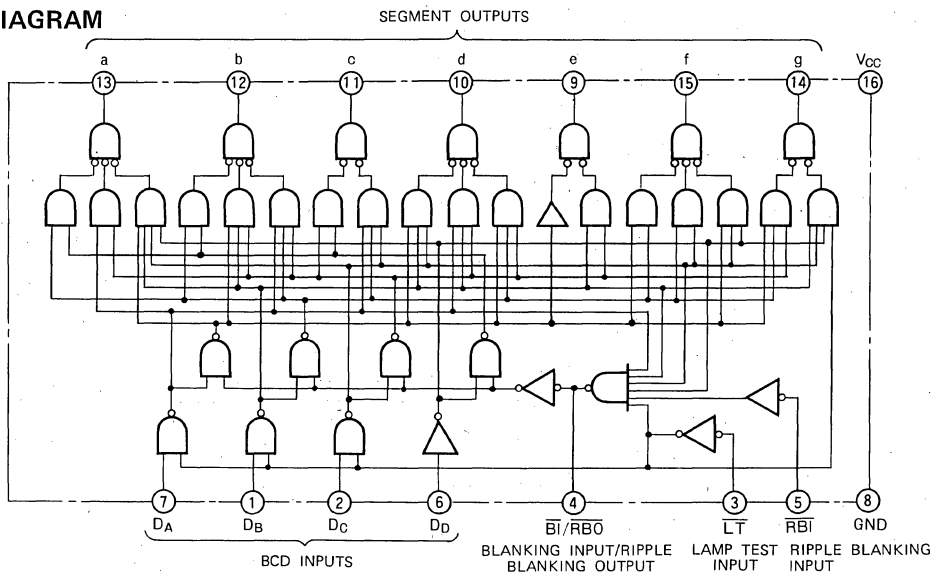 IAGRAM
SEGMENT OUTPUTS
a b c d e f g VCC
13 12 11 10 9 15 14 16
7 1 2 6 4 3 5 8
DA DB DC DD BI/RBO LT RBI GND
BCD INPUTS
BLANKING INPUT/RIPPLE
BLANKING OUTPUT
LAMP TEST
INPUT
RIPPLE BLANKING
INPUT